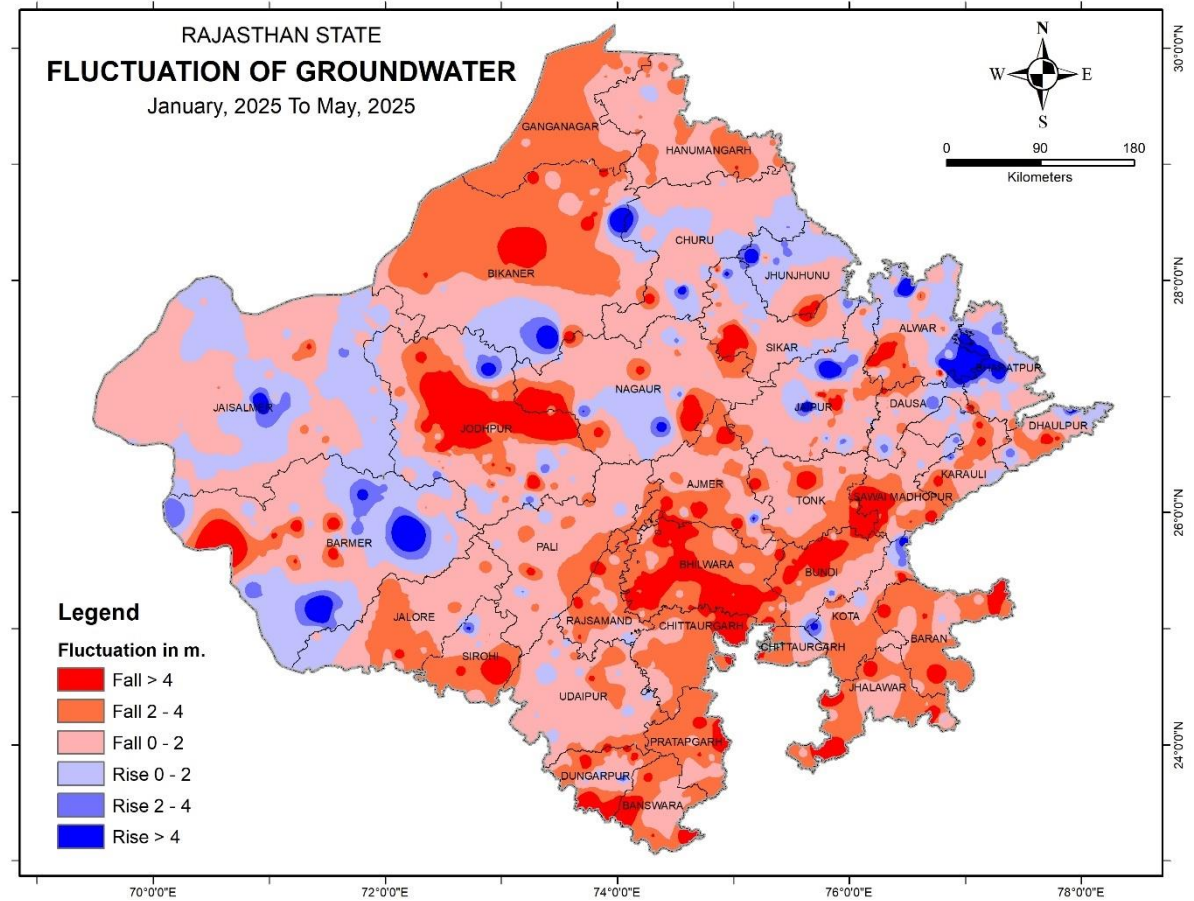 RAJASTHAN STATE
FLUCTUATION OF GROUNDWATER
January, 2025 To May, 2025
N
W
E
S
0 90 180
Kilometers
30°0'0"N
28°0'0"N
26°0'0"N
24°0'0"N
GANGANAGAR
HANUMANGARH
CHURU
BIKANER
JHUNJHUNU
ALWAR
SIKAR
BHARATPUR
NAGAUR
JAISALMER
JAIPUR
DAUSA
JODHPUR
DHAULPUR
KARAULI
AJMER
TONK
SAWAI MADHOPUR
BARMER
PALI
BHILWARA
BUNDI
JALORE
RAJSAMAND
CHITTAURGARH
KOTA
BARAN
CHITTAURGARH
SIROHI
JHALAWAR
UDAIPUR
PRATAPGARH
DUNGARPUR
BANSWARA
Legend
Fluctuation in m.
Fall > 4
Fall 2 - 4
Fall 0 - 2
Rise 0 - 2
Rise 2 - 4
Rise > 4
70°0'0"E
72°0'0"E
74°0'0"E
76°0'0"E
78°0'0"E